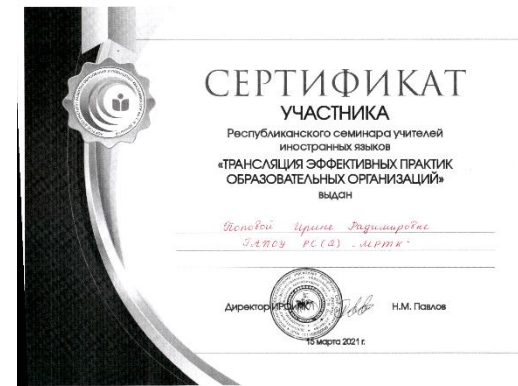 СЕРТИФИКАТ
УЧАСТНИКА
Республиканского семинара учителей
иностранных языков
«ТРАНСЛЯЦИЯ ЭФФЕКТИВНЫХ ПРАКТИК
ОБРАЗОВАТЕЛЬНЫХ ОРГАНИЗАЦИЙ»
выдан
Поповой Ирине Радимировне
ГАПОУ РС(Я) "МРТК"
Директор Н.М. Павлов
15 марта 2021 г.